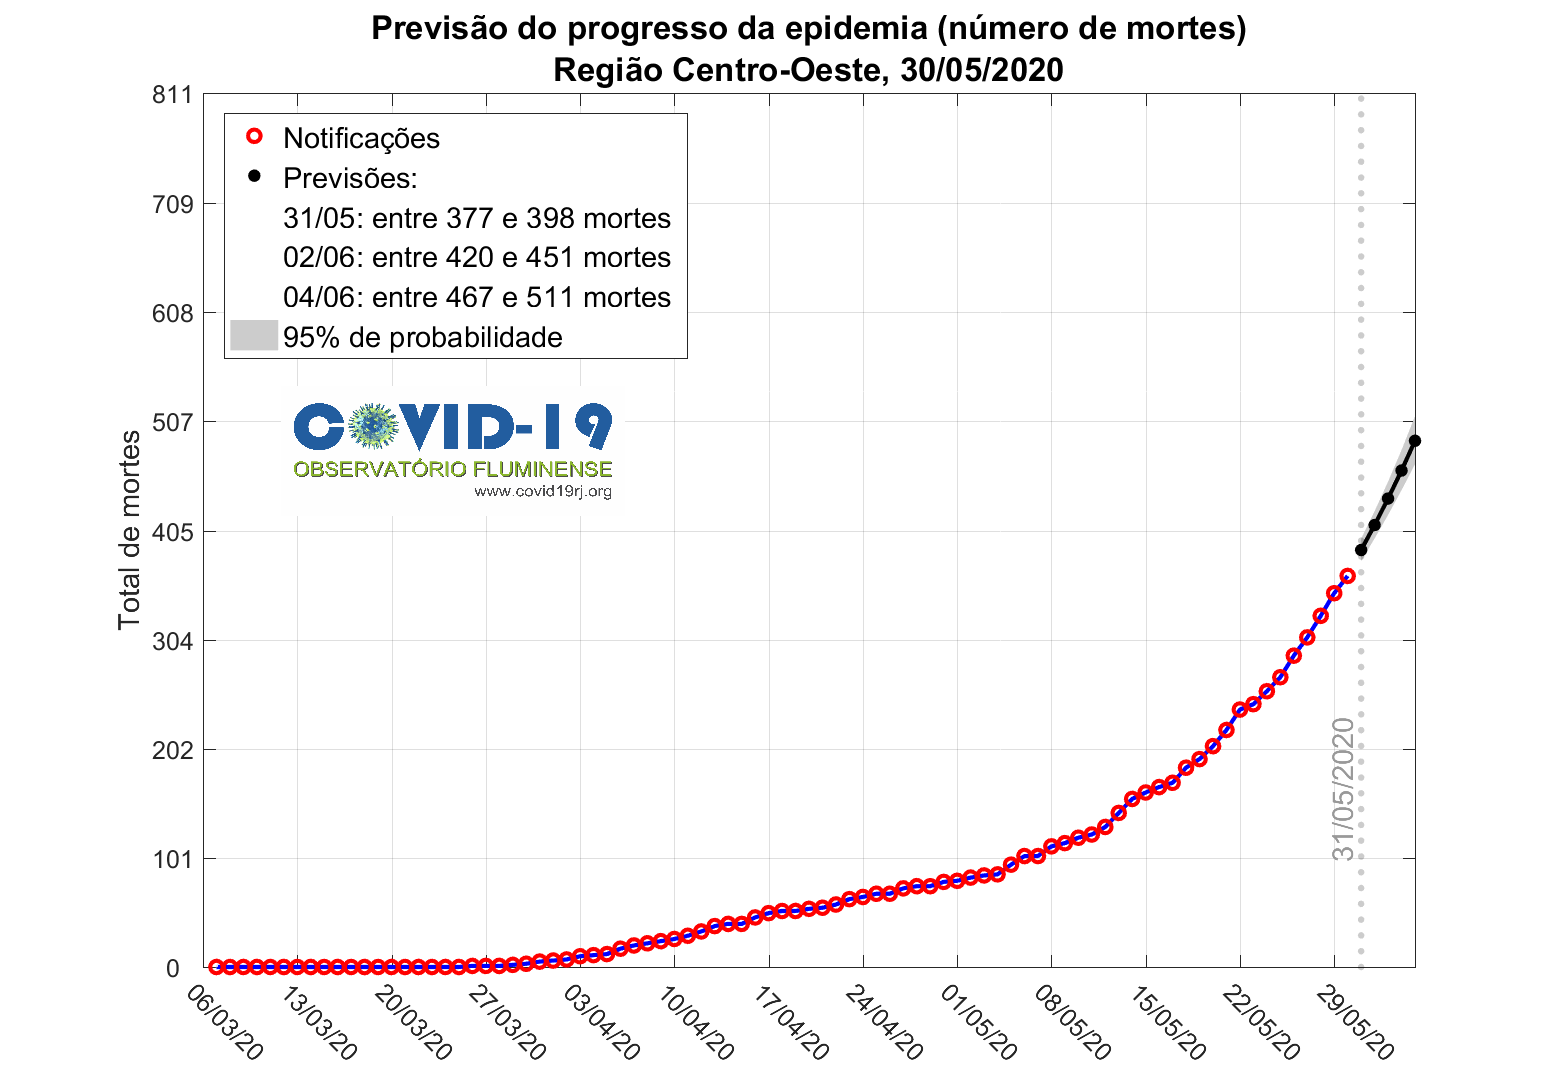 Previsão do progresso da epidemia (número de mortes)
Região Centro-Oeste, 30/05/2020
811
709
608
507
405
304
202
101
0
Total de mortes
Notificações
Previsões:
31/05: entre 377 e 398 mortes
02/06: entre 420 e 451 mortes
04/06: entre 467 e 511 mortes
95% de probabilidade
COVID-19
OBSERVATÓRIO FLUMINENSE
www.covid19rj.org
31/05/2020
06/03/20
13/03/20
20/03/20
27/03/20
03/04/20
10/04/20
17/04/20
24/04/20
01/05/20
08/05/20
15/05/20
22/05/20
29/05/20